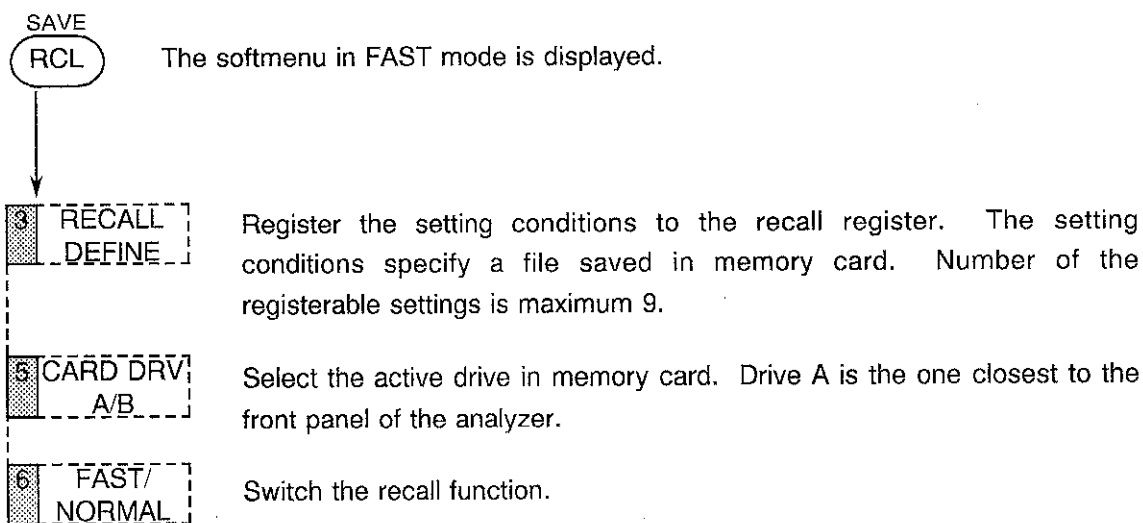 SAVE
RCL The softmenu in FAST mode is displayed.
3 RECALL DEFINE Register the setting conditions to the recall register. The setting
conditions specify a file saved in memory card. Number of the
registerable settings is maximum 9.
5 CARD DRV A/B Select the active drive in memory card. Drive A is the one closest to the
front panel of the analyzer.
6 FAST/ NORMAL Switch the recall function.